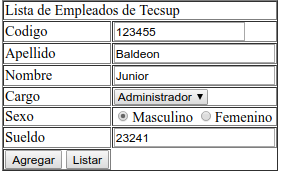 Lista de Empleados de Tecsup
Codigo 123455
Apellido Baldeon
Nombre Junior
Cargo Administrador
Sexo Masculino Femenino
Sueldo 23241
Agregar Listar